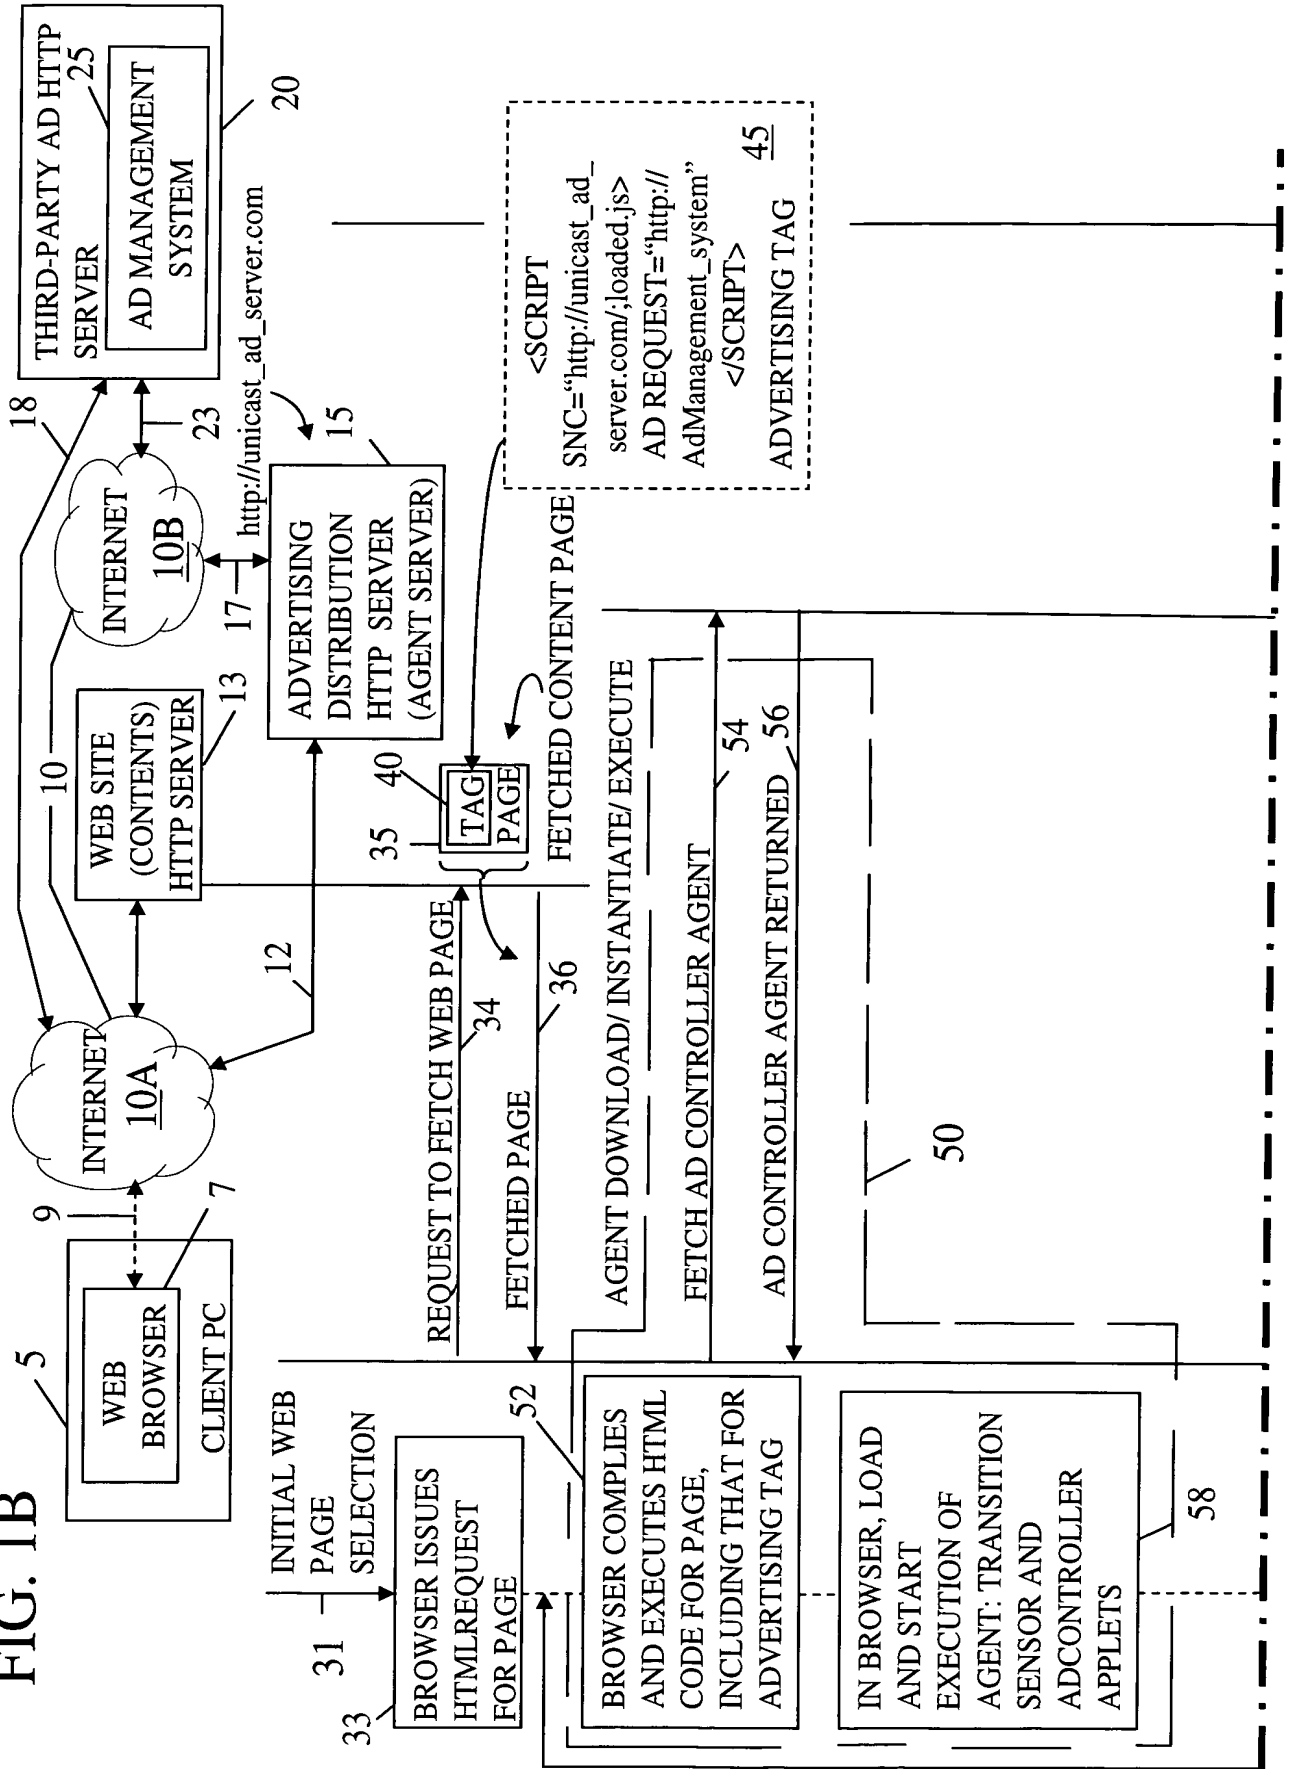 FIG. 1B
5
WEB
BROWSER
CLIENT PC
7
9
INTERNET
10A
10
18
WEB SITE
(CONTENTS)
HTTP SERVER
13
12
INTERNET
10B
17
23
THIRD-PARTY AD HTTP
SERVER
25
AD MANAGEMENT
SYSTEM
20
http://unicast_ad_server.com
15
ADVERTISING
DISTRIBUTION
HTTP SERVER
(AGENT SERVER)
INITIAL WEB
PAGE
SELECTION
31
33
BROWSER ISSUES
HTMLREQUEST
FOR PAGE
REQUEST TO FETCH WEB PAGE
34
FETCHED PAGE
36
35
40
TAG
PAGE
FETCHED CONTENT PAGE
<SCRIPT
SNC=“http://unicast_ad_
server.com/;loaded.js>
AD REQUEST=“http://
AdManagement_system”
</SCRIPT>
45
ADVERTISING TAG
AGENT DOWNLOAD/ INSTANTIATE/ EXECUTE
52
BROWSER COMPLIES
AND EXECUTES HTML
CODE FOR PAGE,
INCLUDING THAT FOR
ADVERTISING TAG
FETCH AD CONTROLLER AGENT
54
AD CONTROLLER AGENT RETURNED
56
50
IN BROWSER, LOAD
AND START
EXECUTION OF
AGENT: TRANSITION
SENSOR AND
ADCONTROLLER
APPLETS
58